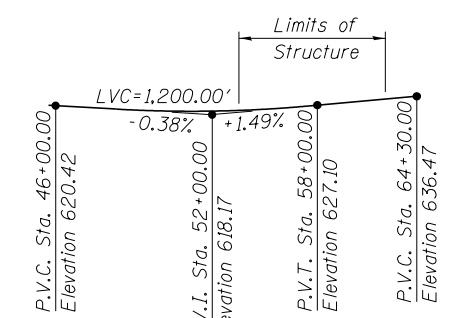 Limits of
Structure
LVC=1,200.00'
-0.38%
+1.49%
P.V.C. Sta. 46+00.00
Elevation 620.42
V.I. Sta. 52+00.00
evation 618.17
P.V.T. Sta. 58+00.00
Elevation 627.10
P.V.C. Sta. 64+30.00
Elevation 636.47